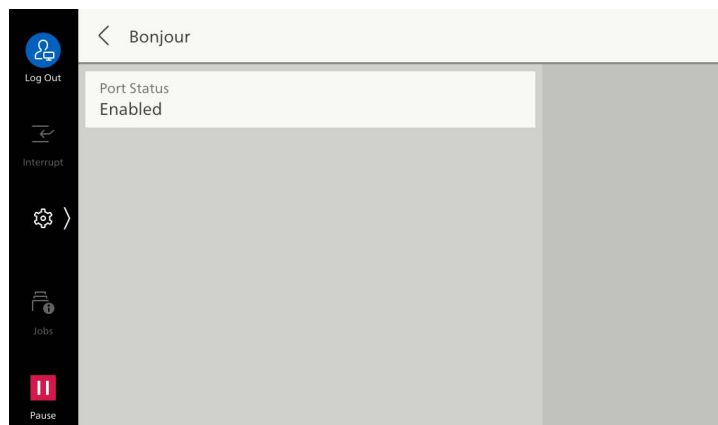 Bonjour
Log Out
Port Status
Enabled
Interrupt
Jobs
Pause